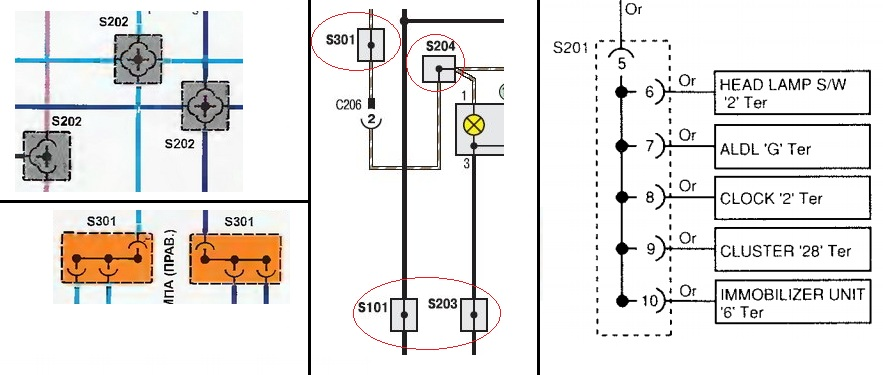 S202
S202
S202
S301
МПА (ПРАВ.)
S301
S301
S204
1
C206
2
3
S101
S203
Or
S201
5
6 Or HEAD LAMP S/W
'2' Ter
7 Or ALDL 'G' Ter
8 Or CLOCK '2' Ter
9 Or CLUSTER '28' Ter
10 Or IMMOBILIZER UNIT
'6' Ter